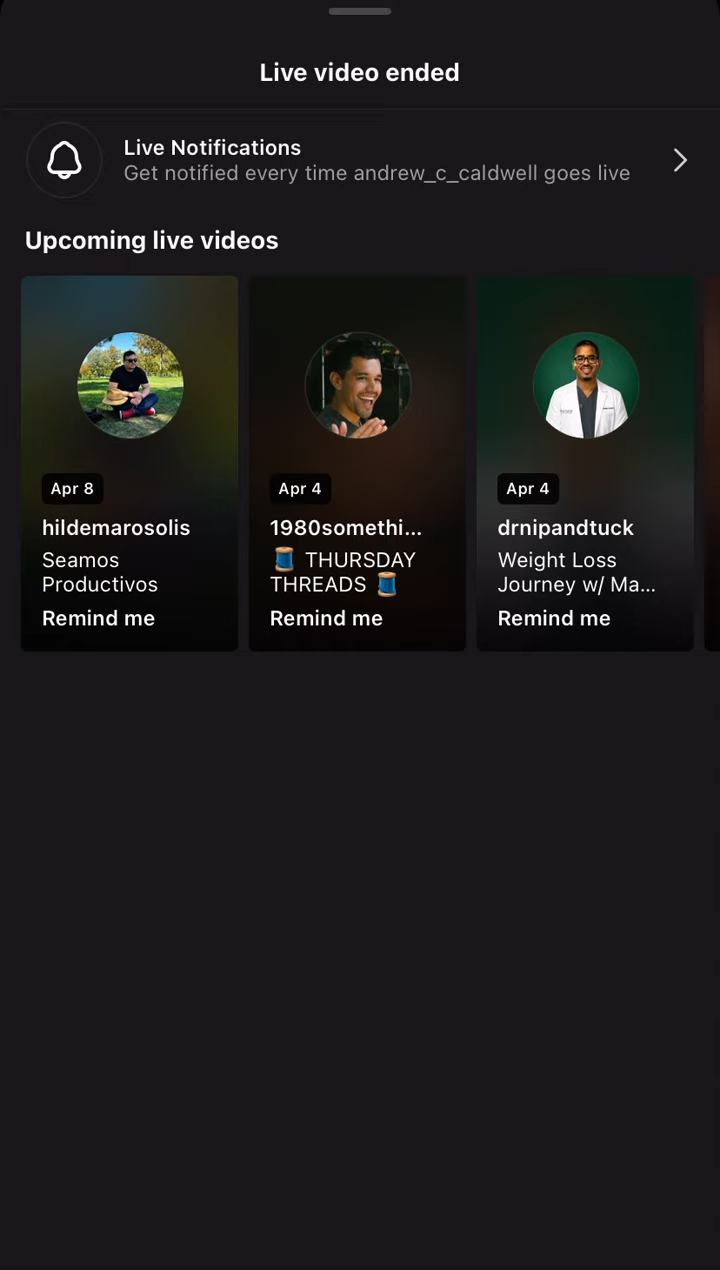 Live video ended
Live Notifications
Get notified every time andrew_c_caldwell goes live
Upcoming live videos
Apr 8
hildemarosolis
Seamos
Productivos
Remind me
Apr 4
1980somethi...
🧵 THURSDAY
THREADS 🧵
Remind me
Apr 4
drnipandtuck
Weight Loss
Journey w/ Ma...
Remind me